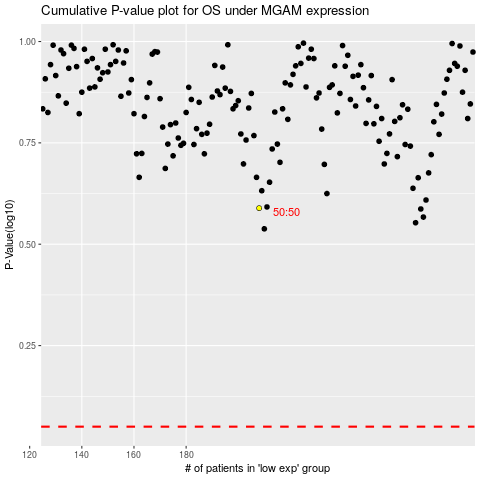 Cumulative P-value plot for OS under MGAM expression
1.00
0.75
0.50
0.25
P-Value(log10)
50:50
120 140 160 180
# of patients in 'low exp' group